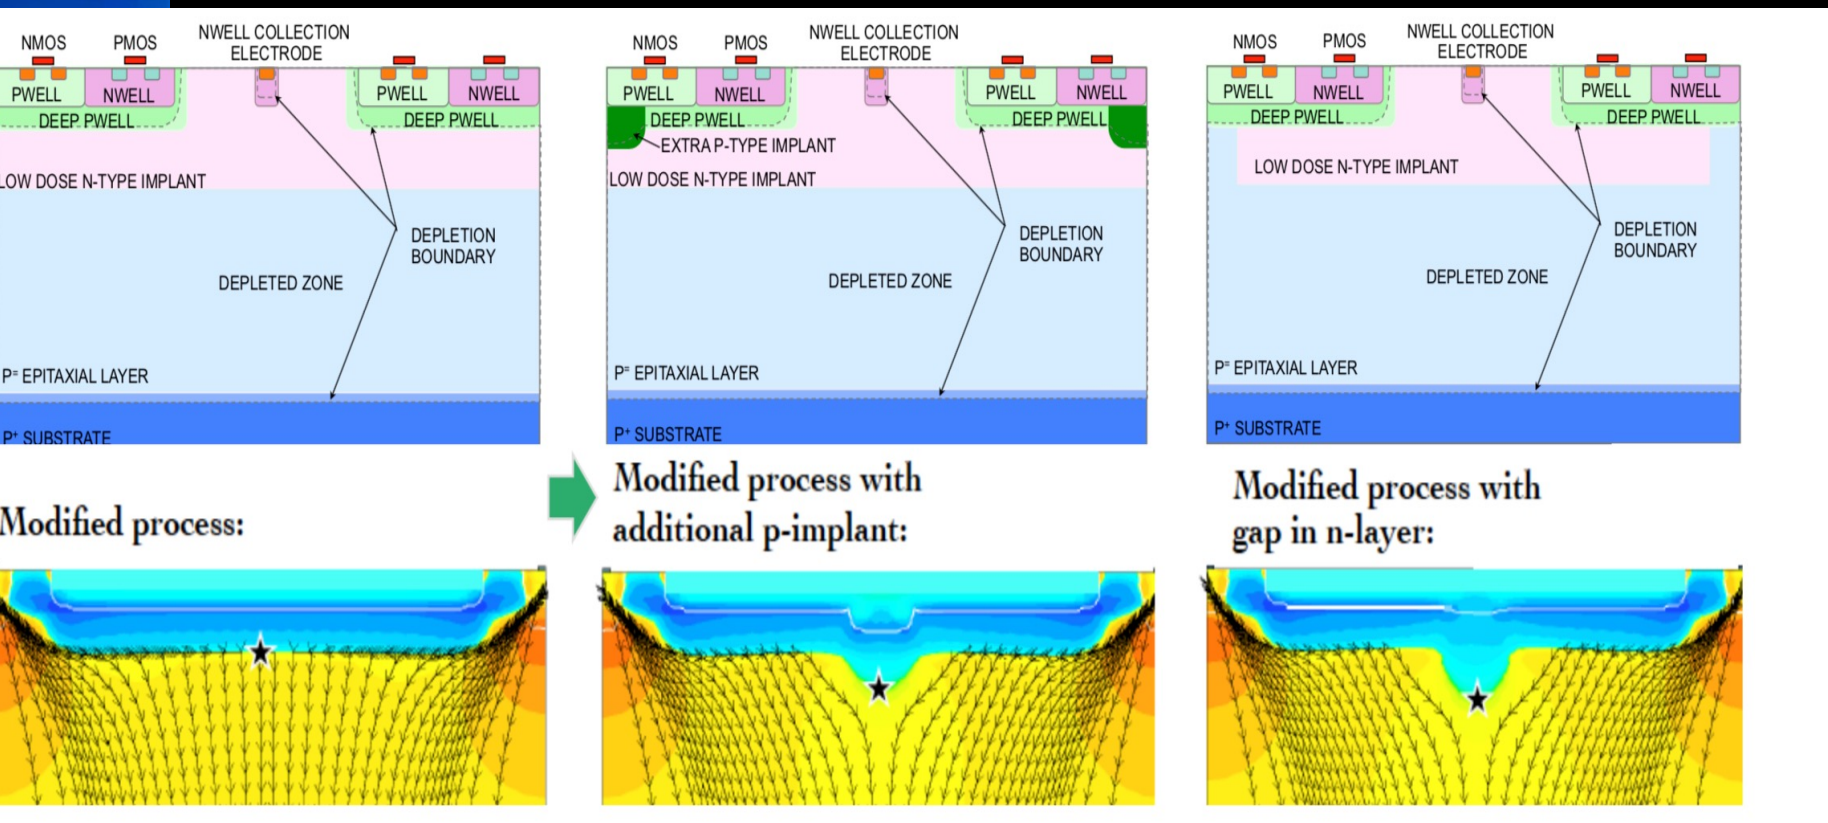 NMOS
PMOS
NWELL COLLECTION
ELECTRODE
PWELL
NWELL
PWELL
NWELL
DEEP PWELL
DEEP PWELL
LOW DOSE N-TYPE IMPLANT
DEPLETION
BOUNDARY
DEPLETED ZONE
P= EPITAXIAL LAYER
P+ SUBSTRATE
Modified process:
NMOS
PMOS
NWELL COLLECTION
ELECTRODE
PWELL
NWELL
PWELL
NWELL
DEEP PWELL
DEEP PWELL
EXTRA P-TYPE IMPLANT
LOW DOSE N-TYPE IMPLANT
DEPLETION
BOUNDARY
DEPLETED ZONE
P= EPITAXIAL LAYER
P+ SUBSTRATE
Modified process with
additional p-implant:
NMOS
PMOS
NWELL COLLECTION
ELECTRODE
PWELL
NWELL
PWELL
NWELL
DEEP PWELL
DEEP PWELL
LOW DOSE N-TYPE IMPLANT
DEPLETION
BOUNDARY
DEPLETED ZONE
P= EPITAXIAL LAYER
P+ SUBSTRATE
Modified process with
gap in n-layer: